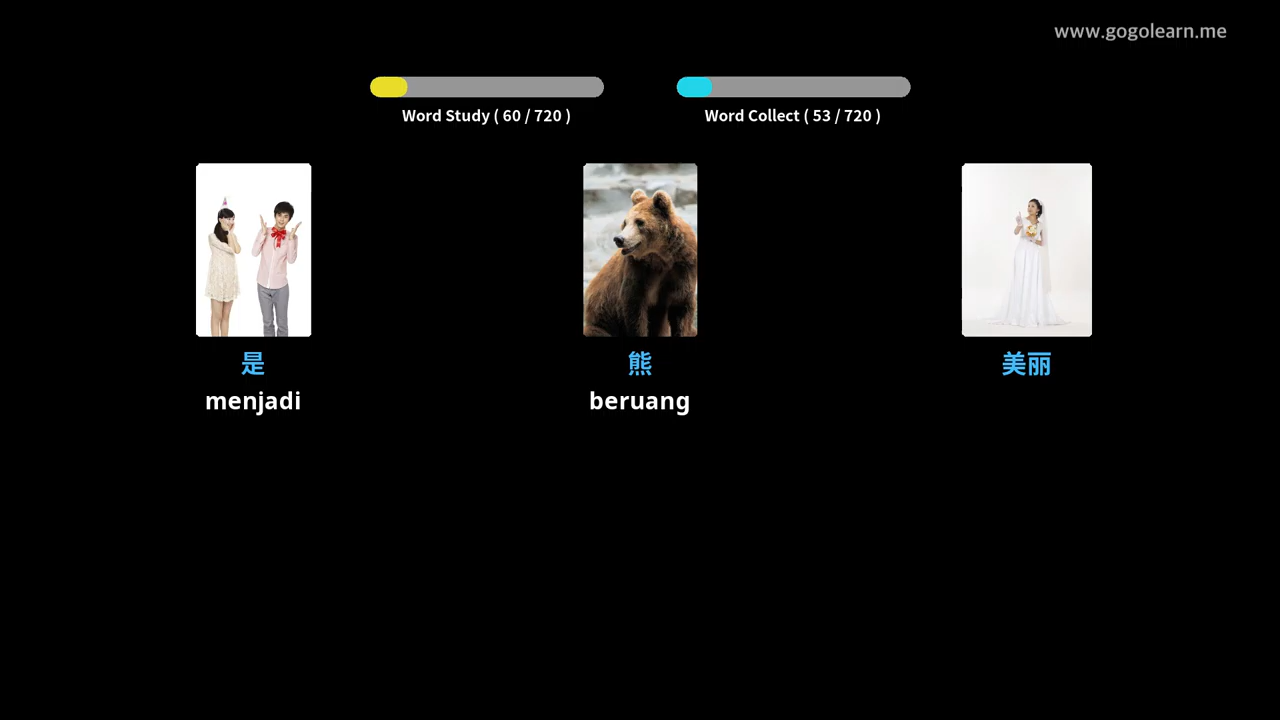 www.gogolearn.me
Word Study ( 60 / 720 )
Word Collect ( 53 / 720 )
是
熊
美丽
menjadi
beruang